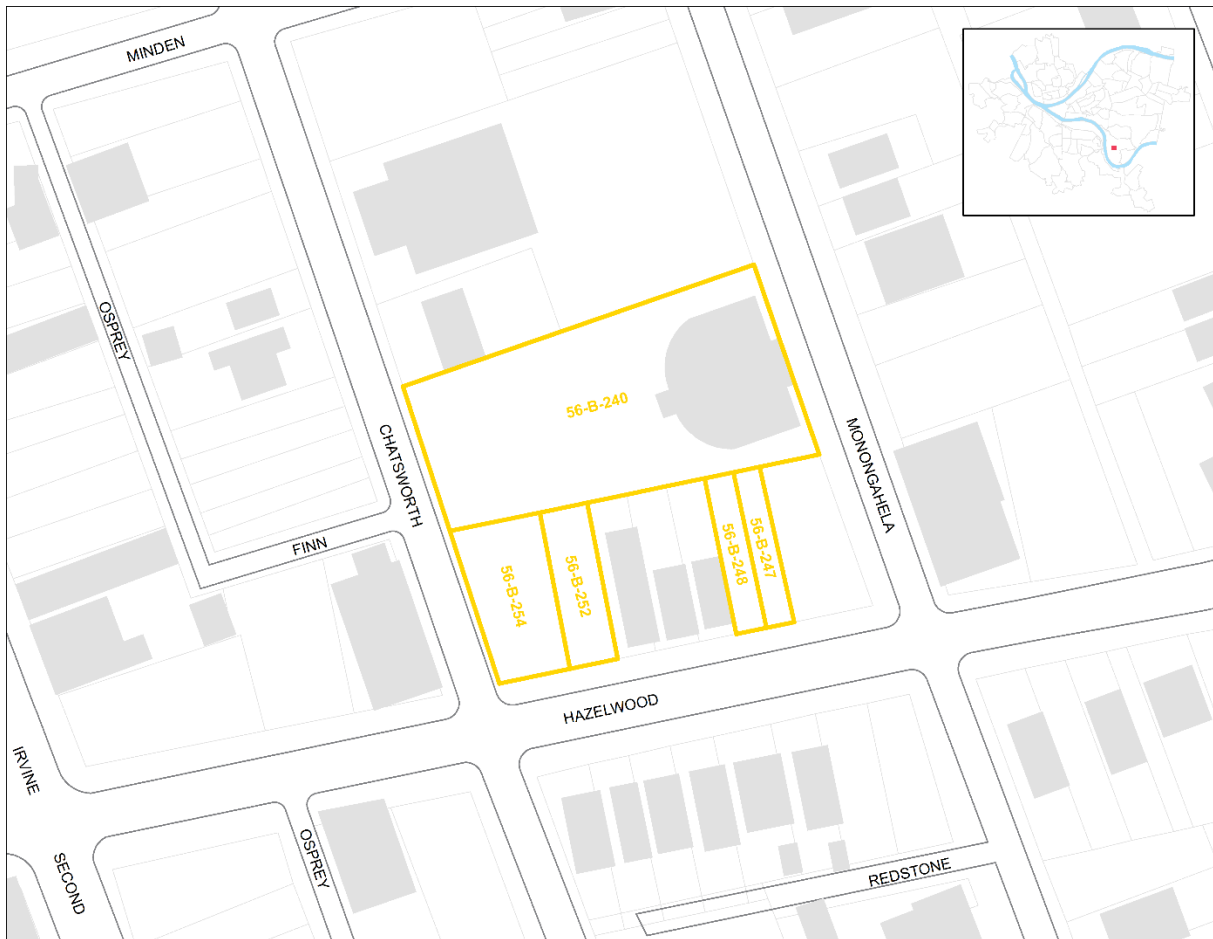 MINDEN
OSPREY
CHATSWORTH
56-B-240
MONONGAHELA
FINN
56-B-254
56-B-252
56-B-248
56-B-247
HAZELWOOD
IRVINE
SECOND
OSPREY
REDSTONE